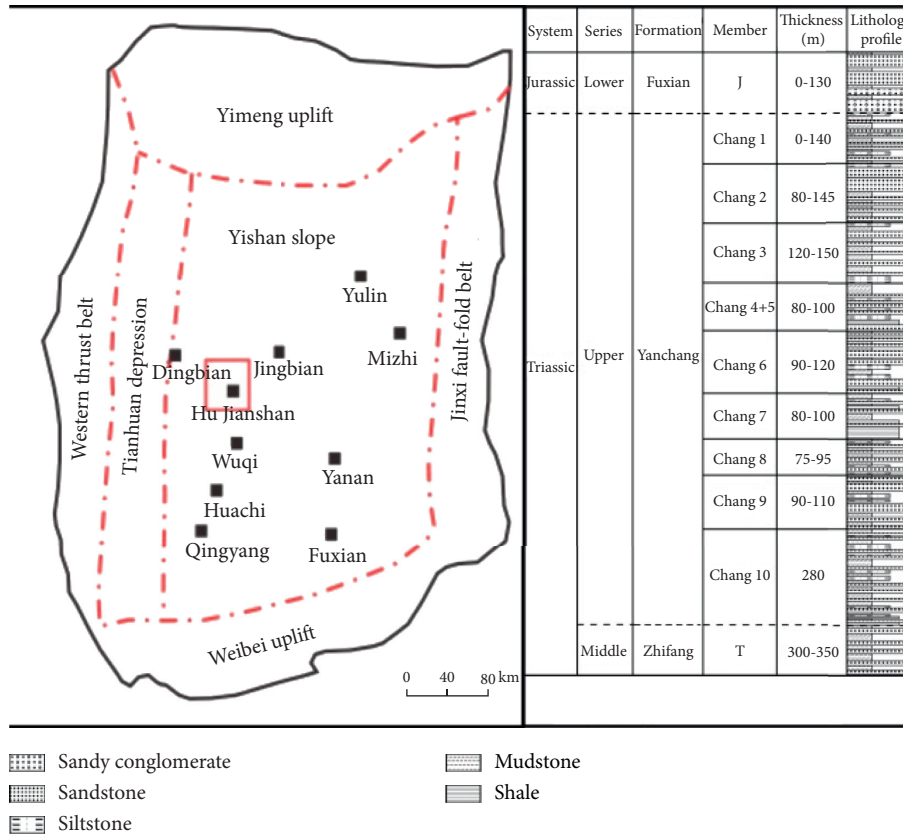 Yimeng uplift
Yishan slope
Yulin
Mizhi
Jingbian
Dingbian
Hu Jianshan
Wuqi
Yanan
Huachi
Qingyang
Fuxian
Western thrust belt
Tianhuan depression
Jinxi fault-fold belt
Weibei uplift
0 40 80 km
System Series Formation Member Thickness (m) Litholog profile
Jurassic Lower Fuxian J 0-130
Triassic Upper Yanchang
Chang 1 0-140
Chang 2 80-145
Chang 3 120-150
Chang 4+5 80-100
Chang 6 90-120
Chang 7 80-100
Chang 8 75-95
Chang 9 90-110
Chang 10 280
Middle Zhifang T 300-350
Sandy conglomerate
Sandstone
Siltstone
Mudstone
Shale